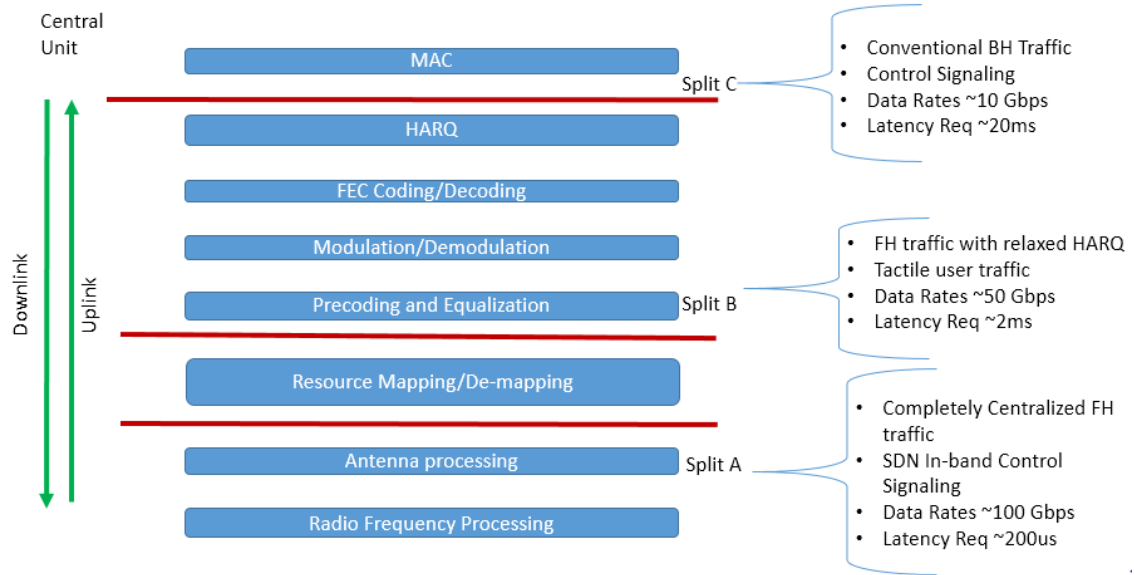 Central
Unit
MAC
Split C
HARQ
FEC Coding/Decoding
Modulation/Demodulation
Precoding and Equalization
Split B
Resource Mapping/De-mapping
Antenna processing
Split A
Radio Frequency Processing
Downlink
Uplink
• Conventional BH Traffic
• Control Signaling
• Data Rates ~10 Gbps
• Latency Req ~20ms
• FH traffic with relaxed HARQ
• Tactile user traffic
• Data Rates ~50 Gbps
• Latency Req ~2ms
• Completely Centralized FH
traffic
• SDN In-band Control
Signaling
• Data Rates ~100 Gbps
• Latency Req ~200us